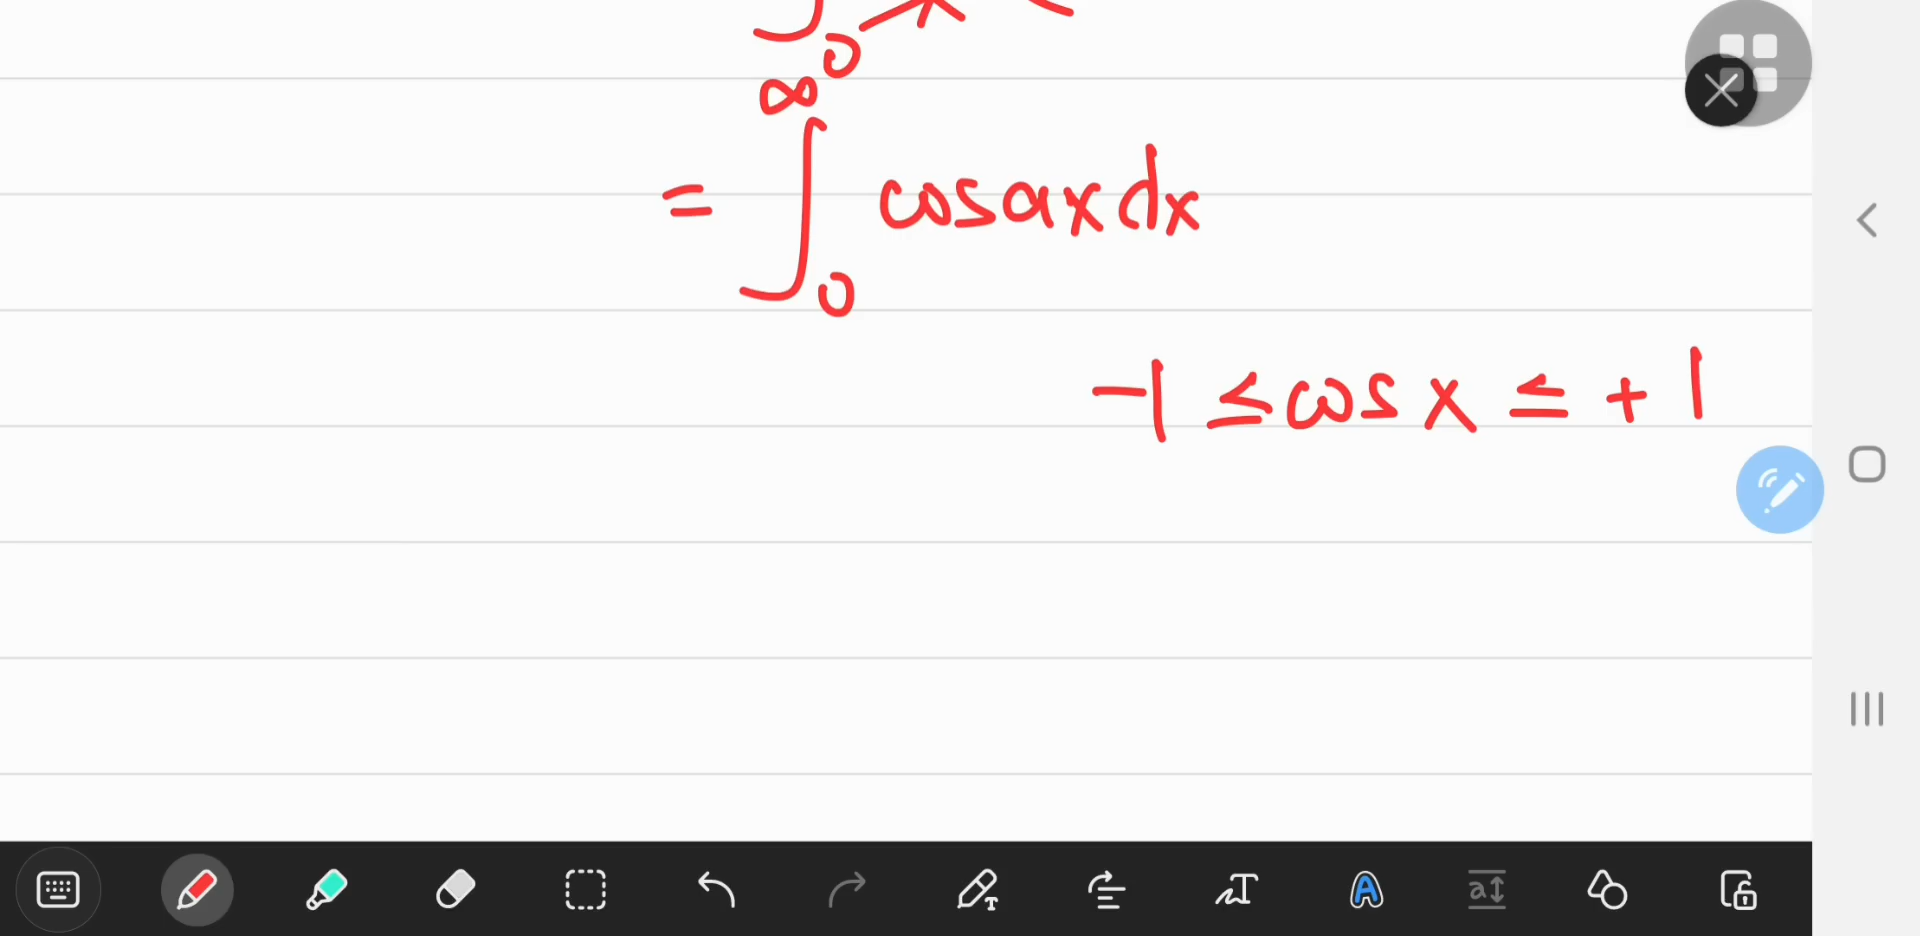 ∞
= ∫₀ cosax dx
-1 ≤ cos x ≤ +1